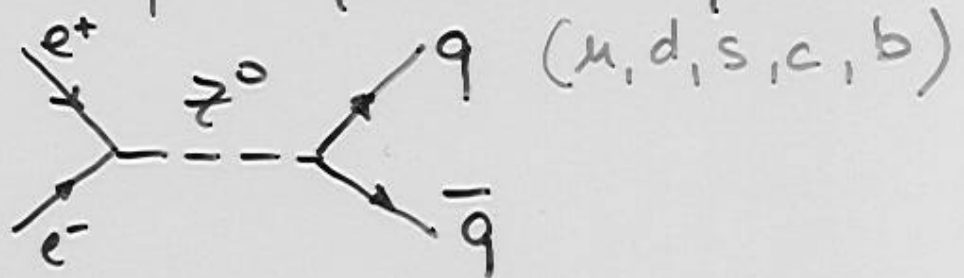 e⁺ Z⁰ q (u, d, s, c, b)
e⁻ q̅